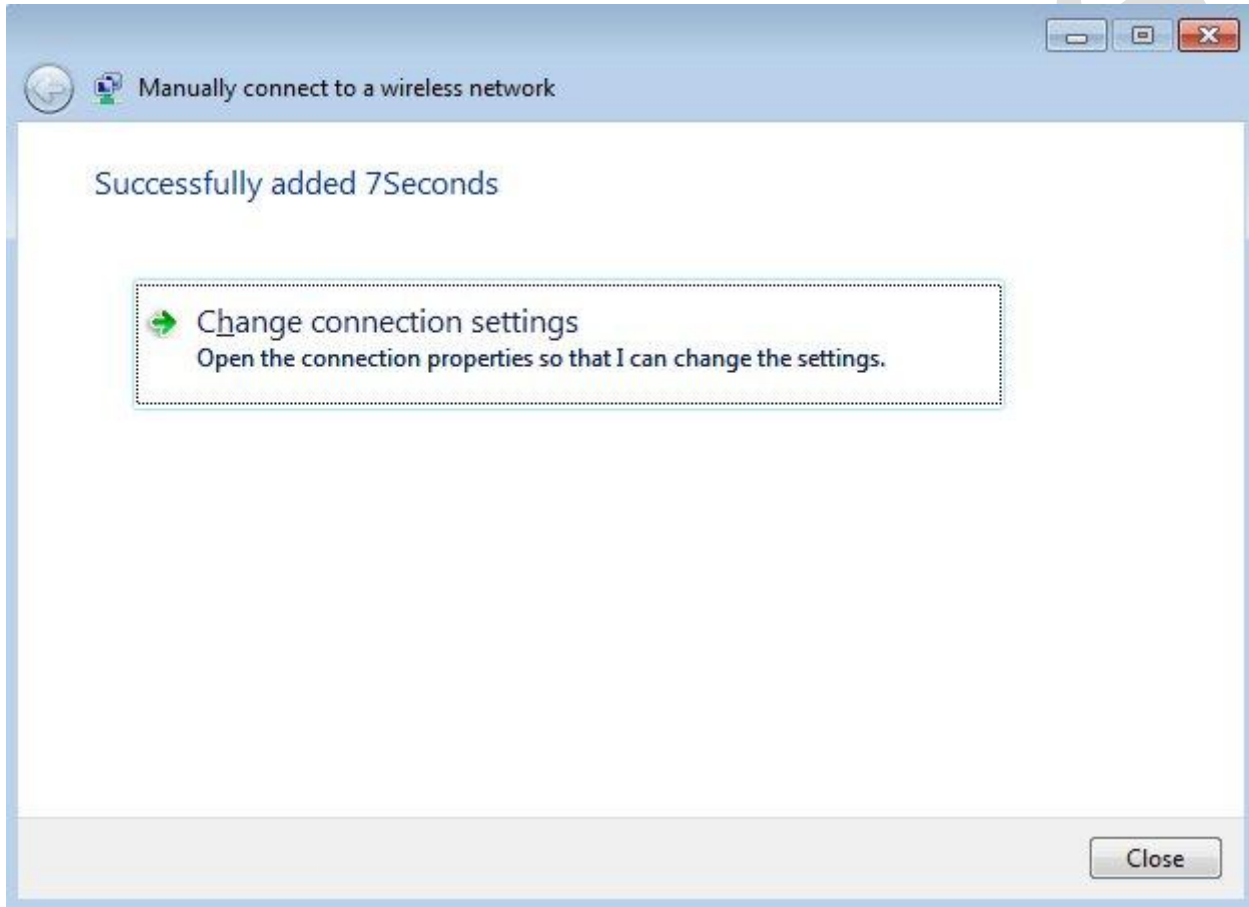 Manually connect to a wireless network
Successfully added 7Seconds
Change connection settings
Open the connection properties so that I can change the settings.
Close